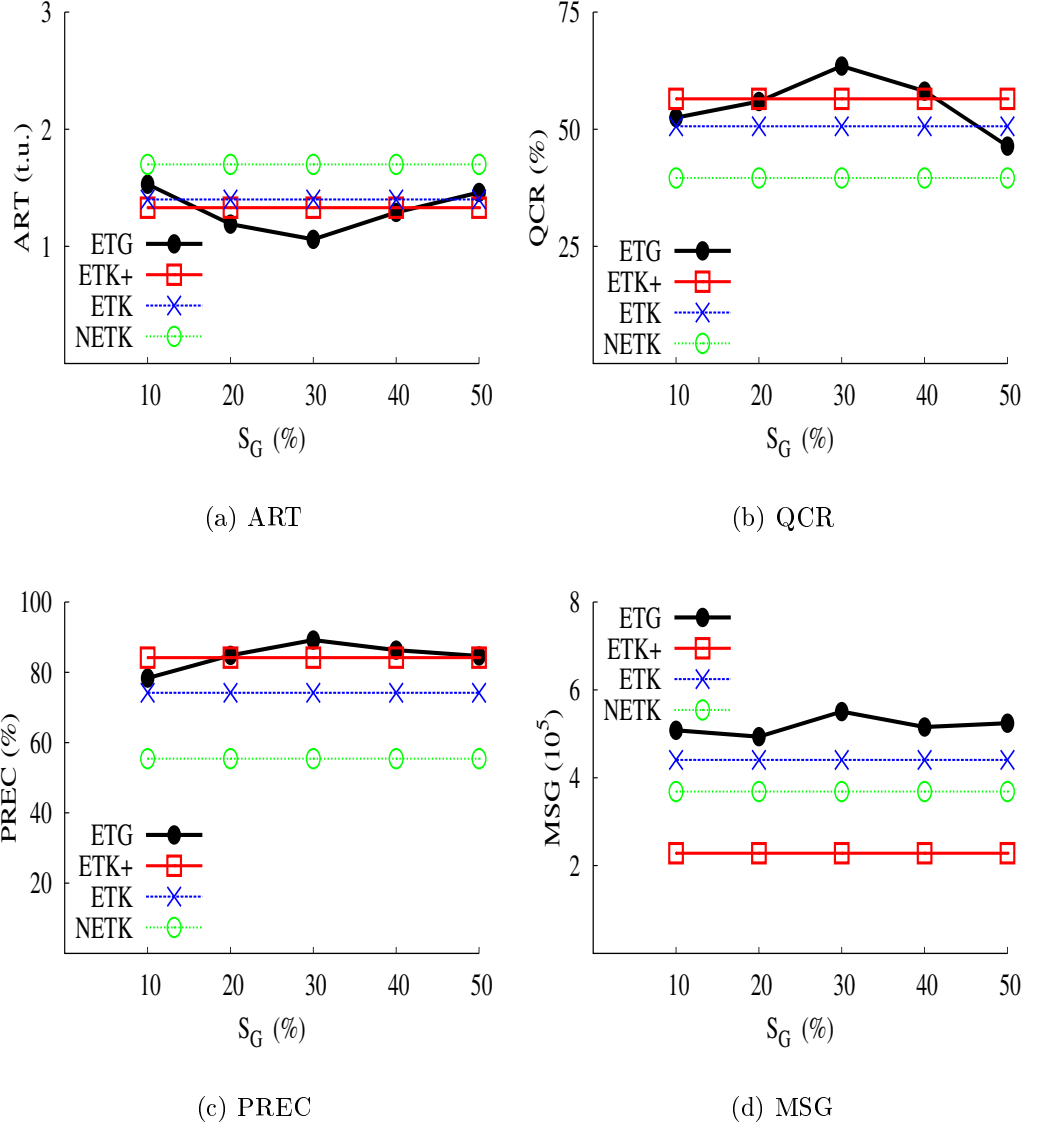 3
2
1
ART (t.u.)
ETG
ETK+
ETK
NETK
10 20 30 40 50
S_G (%)
(a) ART
75
50
25
QCR (%)
ETG
ETK+
ETK
NETK
10 20 30 40 50
S_G (%)
(b) QCR
100
80
60
40
20
PREC (%)
ETG
ETK+
ETK
NETK
10 20 30 40 50
S_G (%)
(c) PREC
8
6
4
2
MSG (10^5)
ETG
ETK+
ETK
NETK
10 20 30 40 50
S_G (%)
(d) MSG